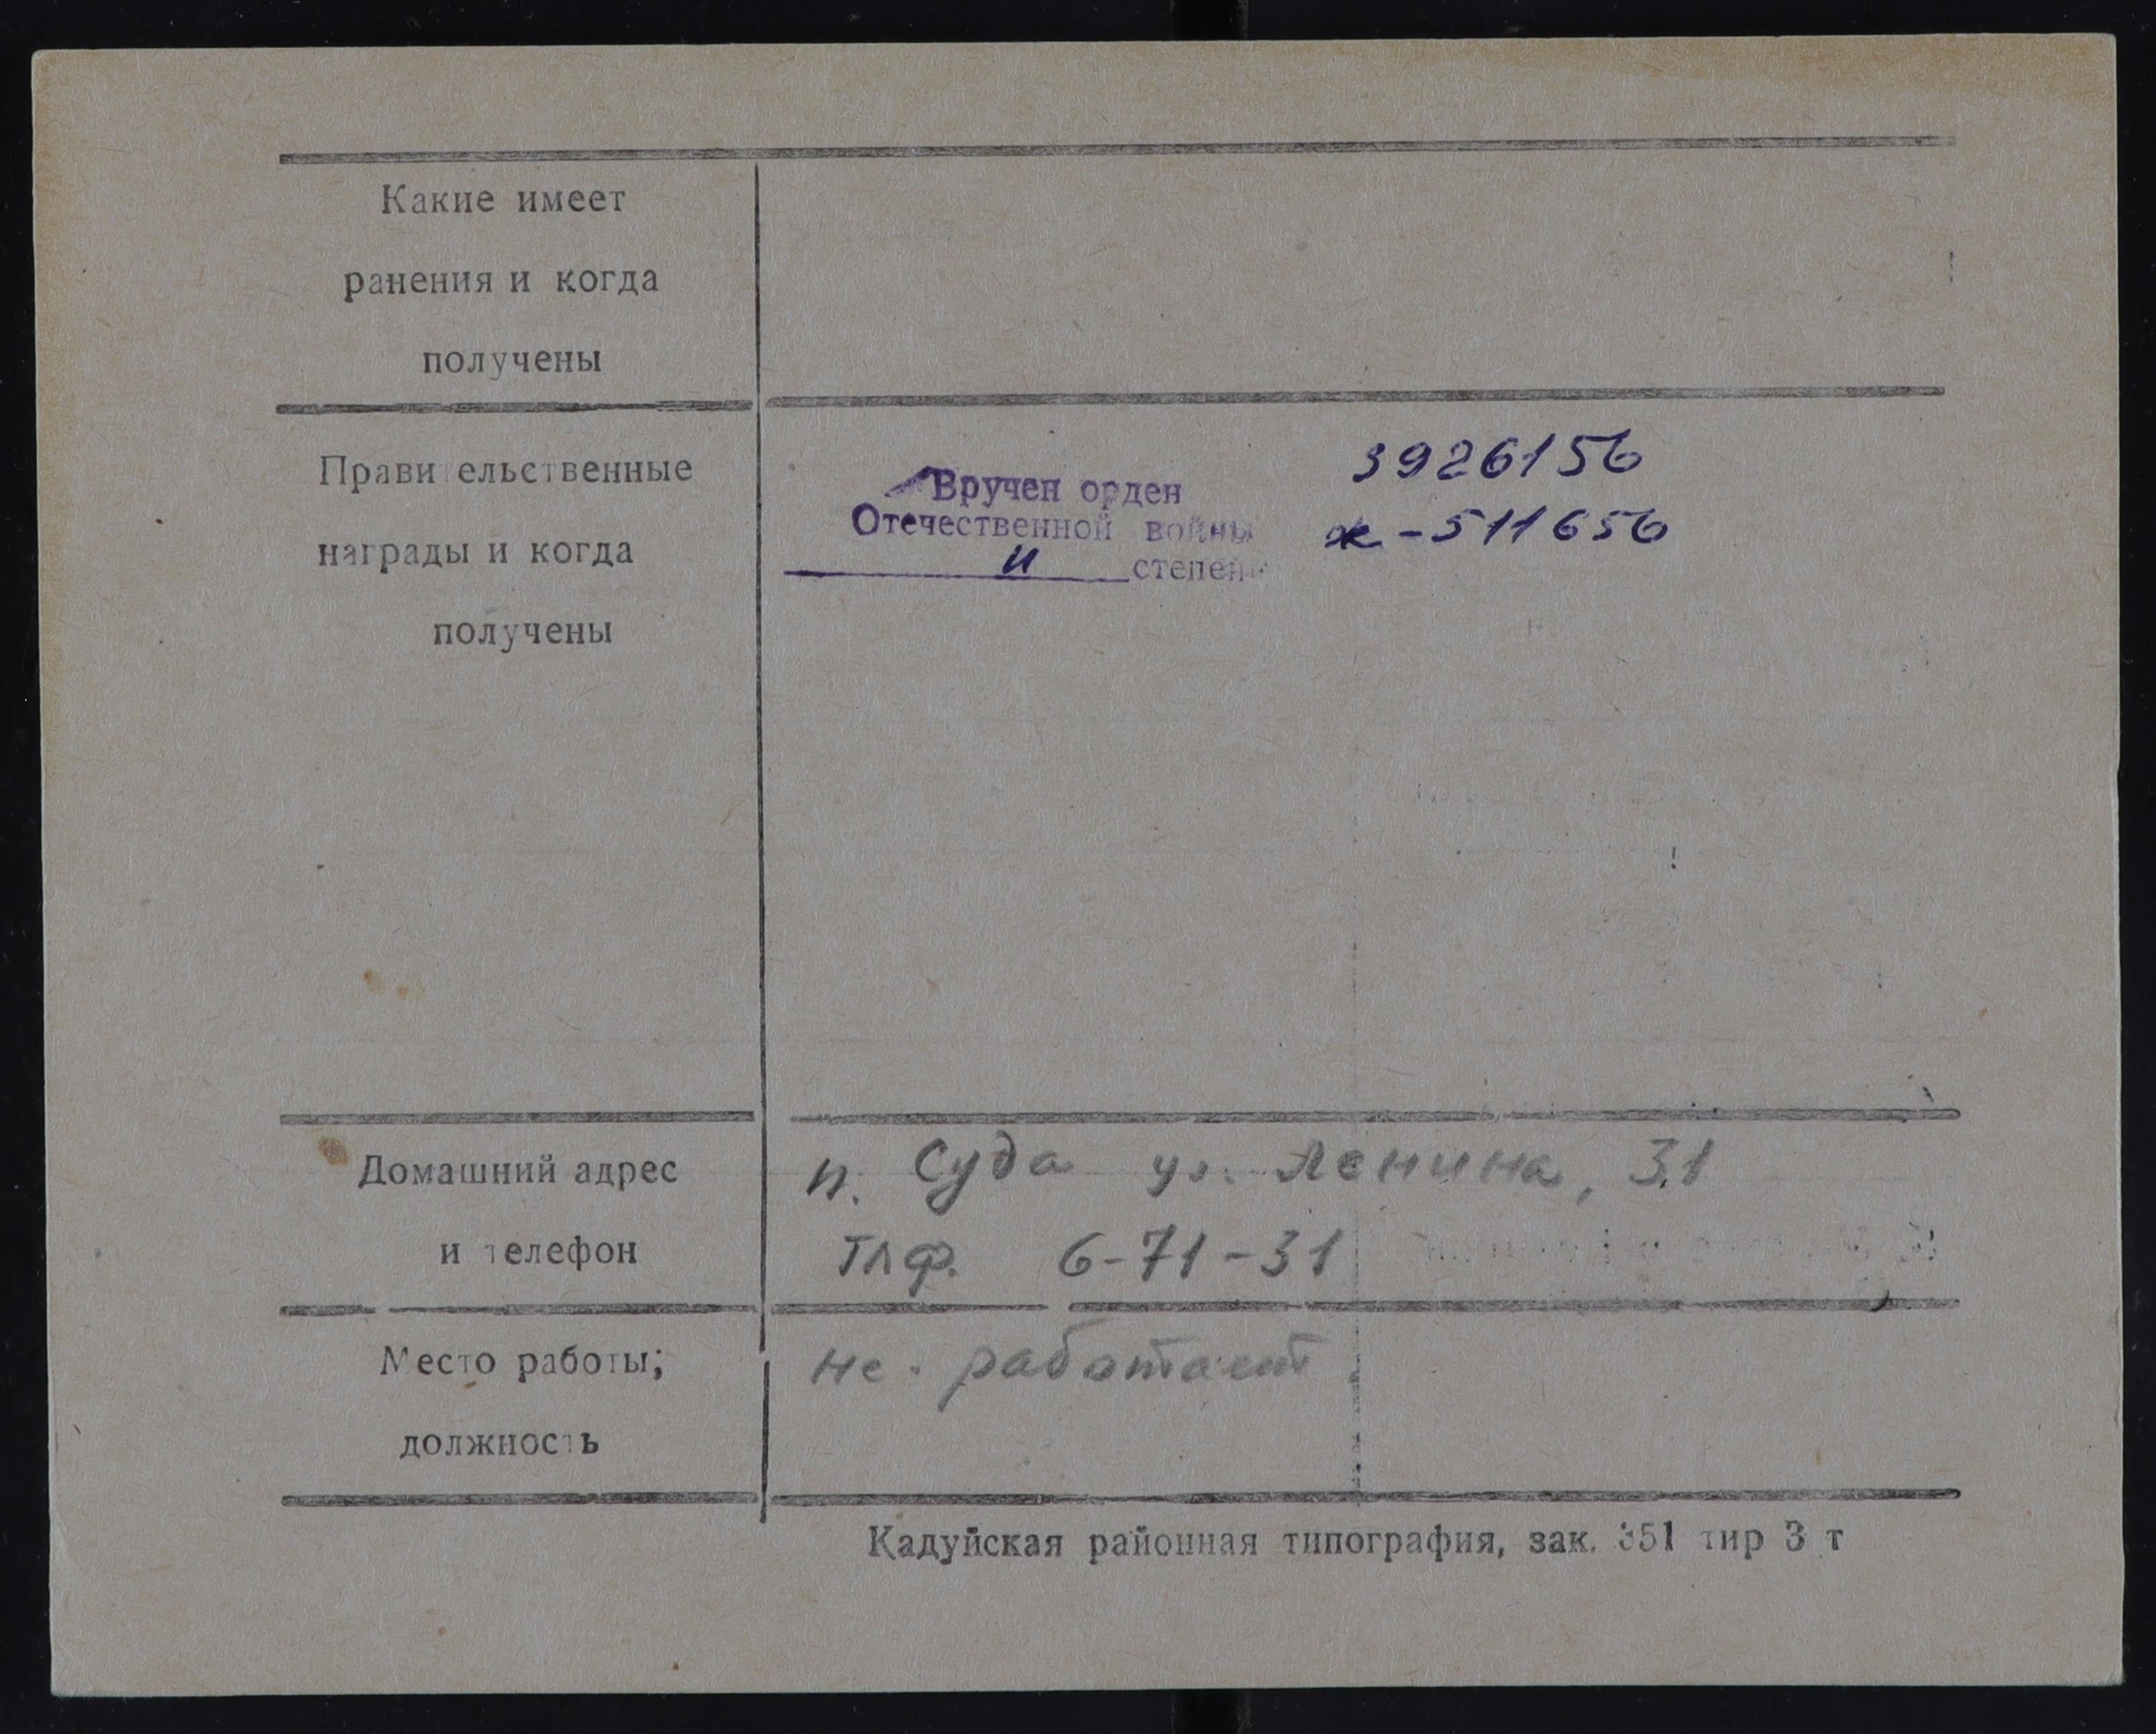 Какие имеет
ранения и когда
получены
Правительственные
награды и когда
получены
Вручен орден
Отечественной войны
II степени
3926156
ж-511656
Домашний адрес
и телефон
п. Суда ул. Ленина, 31
Тлф. 6-71-31
Место работы;
должность
не работает
Кадуйская районная типография, зак. 351 тир 3 т